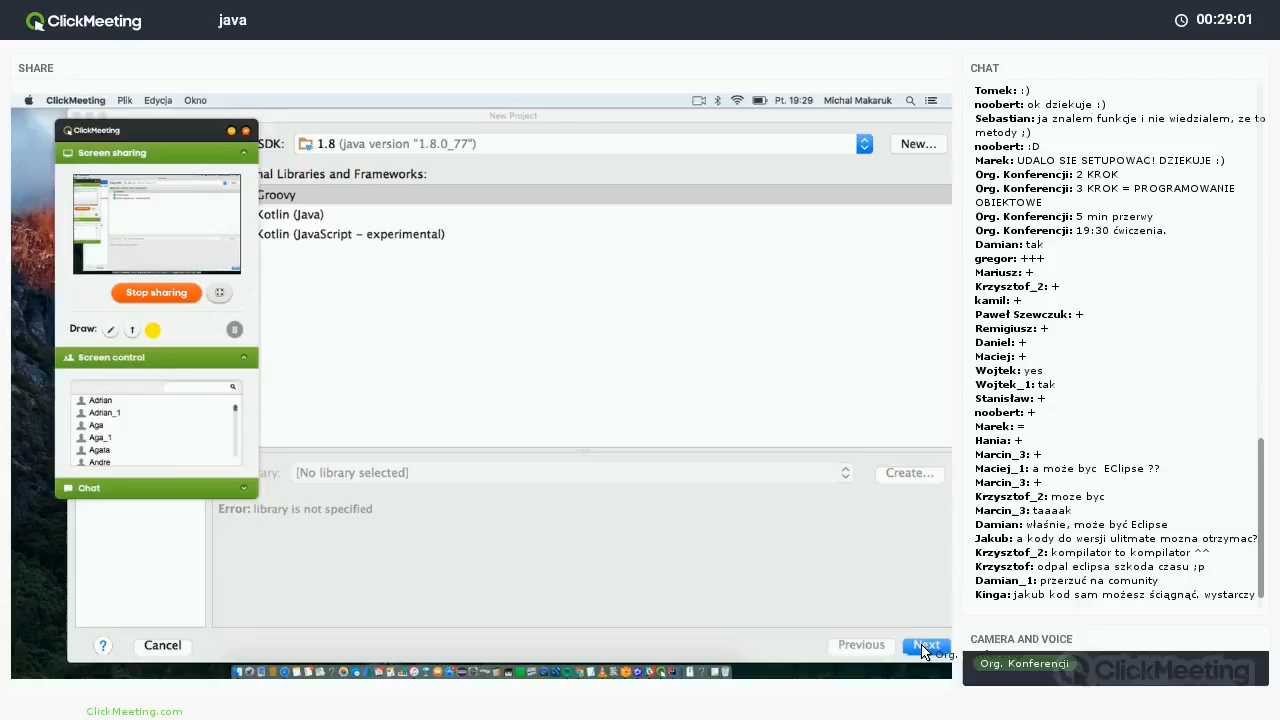 ClickMeeting
java
00:29:01
SHARE
ClickMeeting Plik Edycja Okno
Pt. 19:29 Michal Makaruk
New Project
ClickMeeting
Screen sharing
SDK: 1.8 (java version "1.8.0_77")
New...
nal Libraries and Frameworks:
Groovy
Kotlin (Java)
Kotlin (JavaScript – experimental)
Stop sharing
Draw:
Screen control
Adrian
Adrian_1
Aga
Aga_1
Agata
Andre
Chat
rary: [No library selected]
Create...
Error: library is not specified
?
Cancel
Previous
Next
Org.
CHAT
Tomek: :)
noobert: ok dziekuje :)
Sebastian: ja znalem funkcje i nie wiedzialem, ze to
metody ;)
noobert: :D
Marek: UDALO SIE SETUPOWAC! DZIEKUJE :)
Org. Konferencji: 2 KROK
Org. Konferencji: 2 KROK = PROGRAMOWANIE
OBIEKTOWE
Org. Konferencji: 5 min przerwy
Org. Konferencji: 19:30 ćwiczenia.
Damian: tak
gregor: +++
Mariusz: +
Krzysztof_2: +
kamil: +
Paweł Szewczuk: +
Remigiusz: +
Daniel: +
Maciej: +
Wojtek: yes
Wojtek_1: tak
Stanisław: +
noobert: +
Marek: =
Hania: +
Marcin_3: +
Maciej_1: a może byc EClipse ??
Marcin_3: +
Krzysztof_2: moze byc
Marcin_3: taaaak
Damian: właśnie, może być Eclipse
Jakub: a kody do wersji ulitmate mozna otrzymac?
Krzysztof_2: kompilator to kompilator ^^
Krzysztof: odpal eclipsa szkoda czasu ;p
Damian_1: przerzuć na comunity
Kinga: jakub kod sam możesz ściągnąć. wystarczy
CAMERA AND VOICE
Org. Konferencji
ClickMeeting
ClickMeeting.com